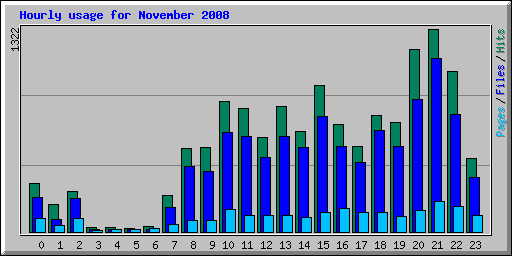 Hourly usage for November 2008
1322
Pages / Files / Hits
0 1 2 3 4 5 6 7 8 9 10 11 12 13 14 15 16 17 18 19 20 21 22 23